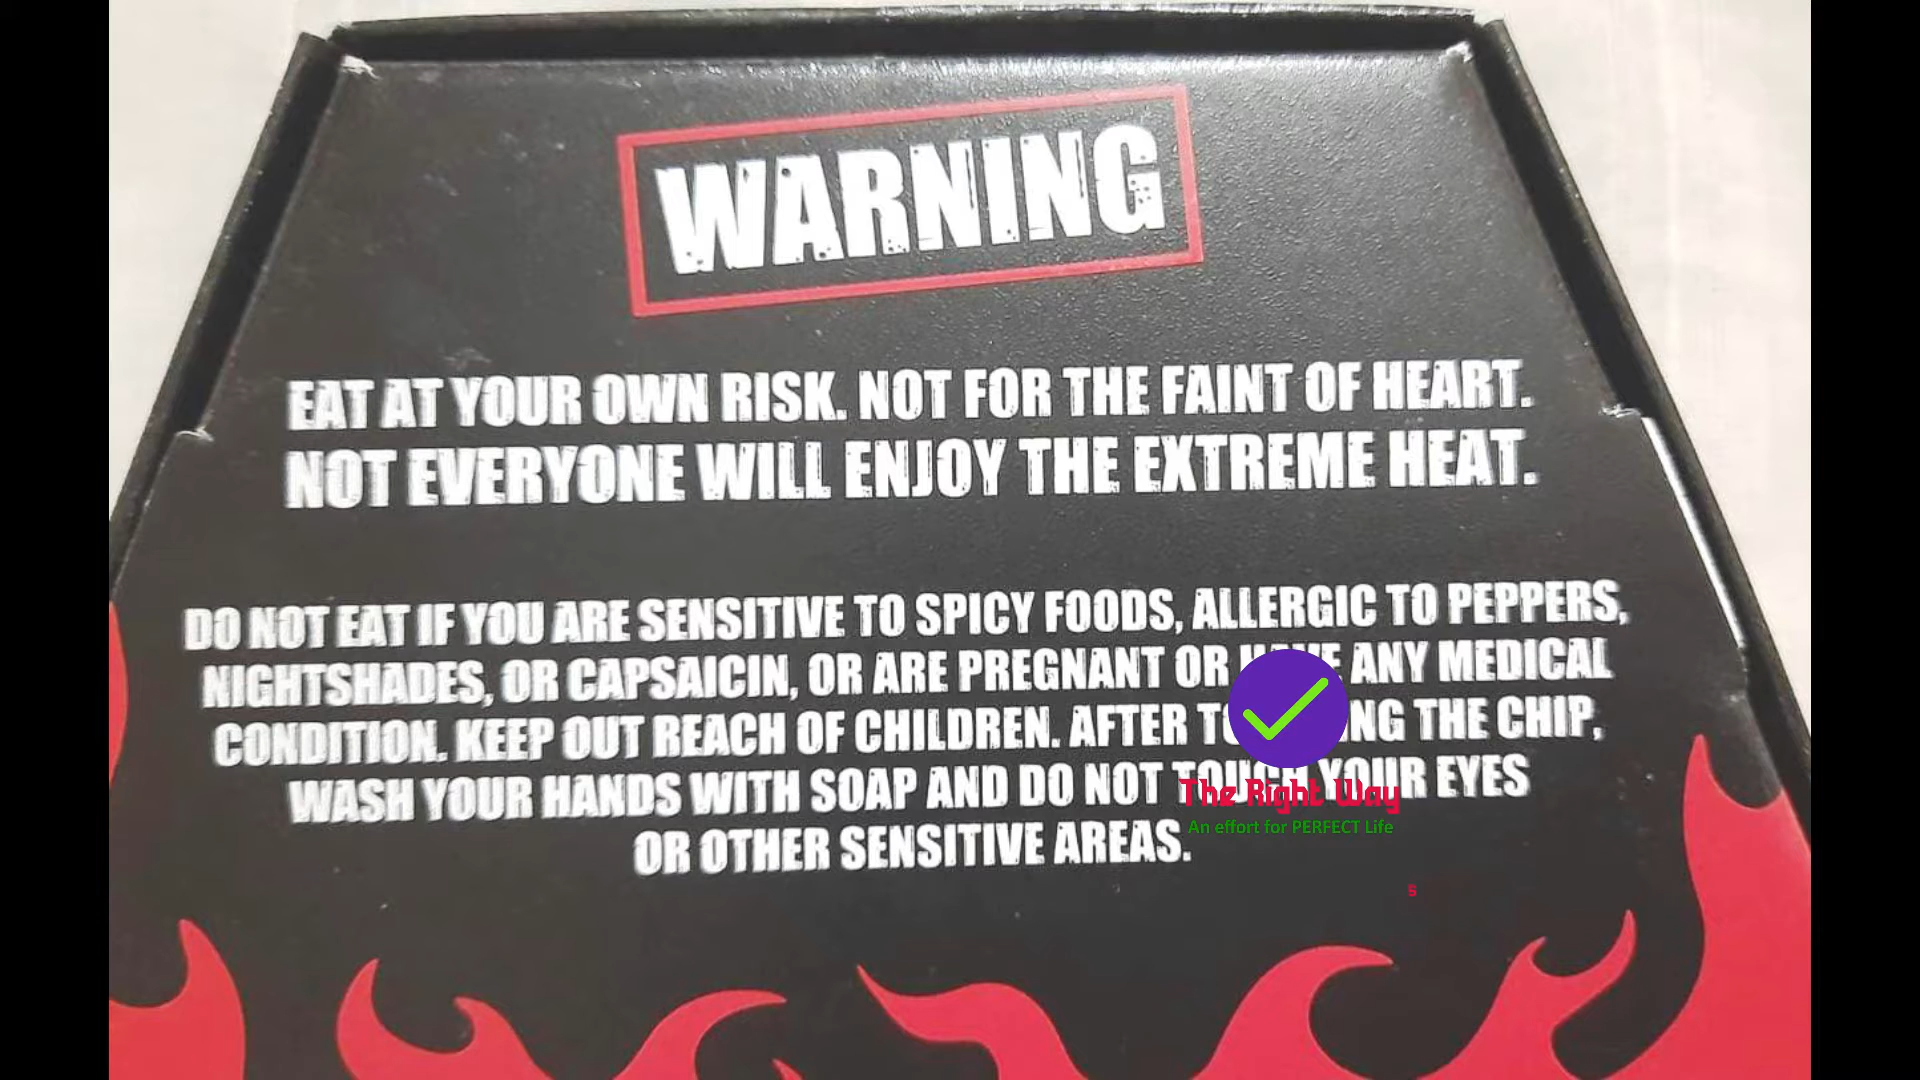 WARNING
EAT AT YOUR OWN RISK. NOT FOR THE FAINT OF HEART.
NOT EVERYONE WILL ENJOY THE EXTREME HEAT.
DO NOT EAT IF YOU ARE SENSITIVE TO SPICY FOODS, ALLERGIC TO PEPPERS,
NIGHTSHADES, OR CAPSAICIN, OR ARE PREGNANT OR HAVE ANY MEDICAL
CONDITION. KEEP OUT REACH OF CHILDREN. AFTER THE CHIP,
WASH YOUR HANDS WITH SOAP AND DO NOT TOUCH YOUR EYES
OR OTHER SENSITIVE AREAS.
The Right Way
An effort for PERFECT Life
s